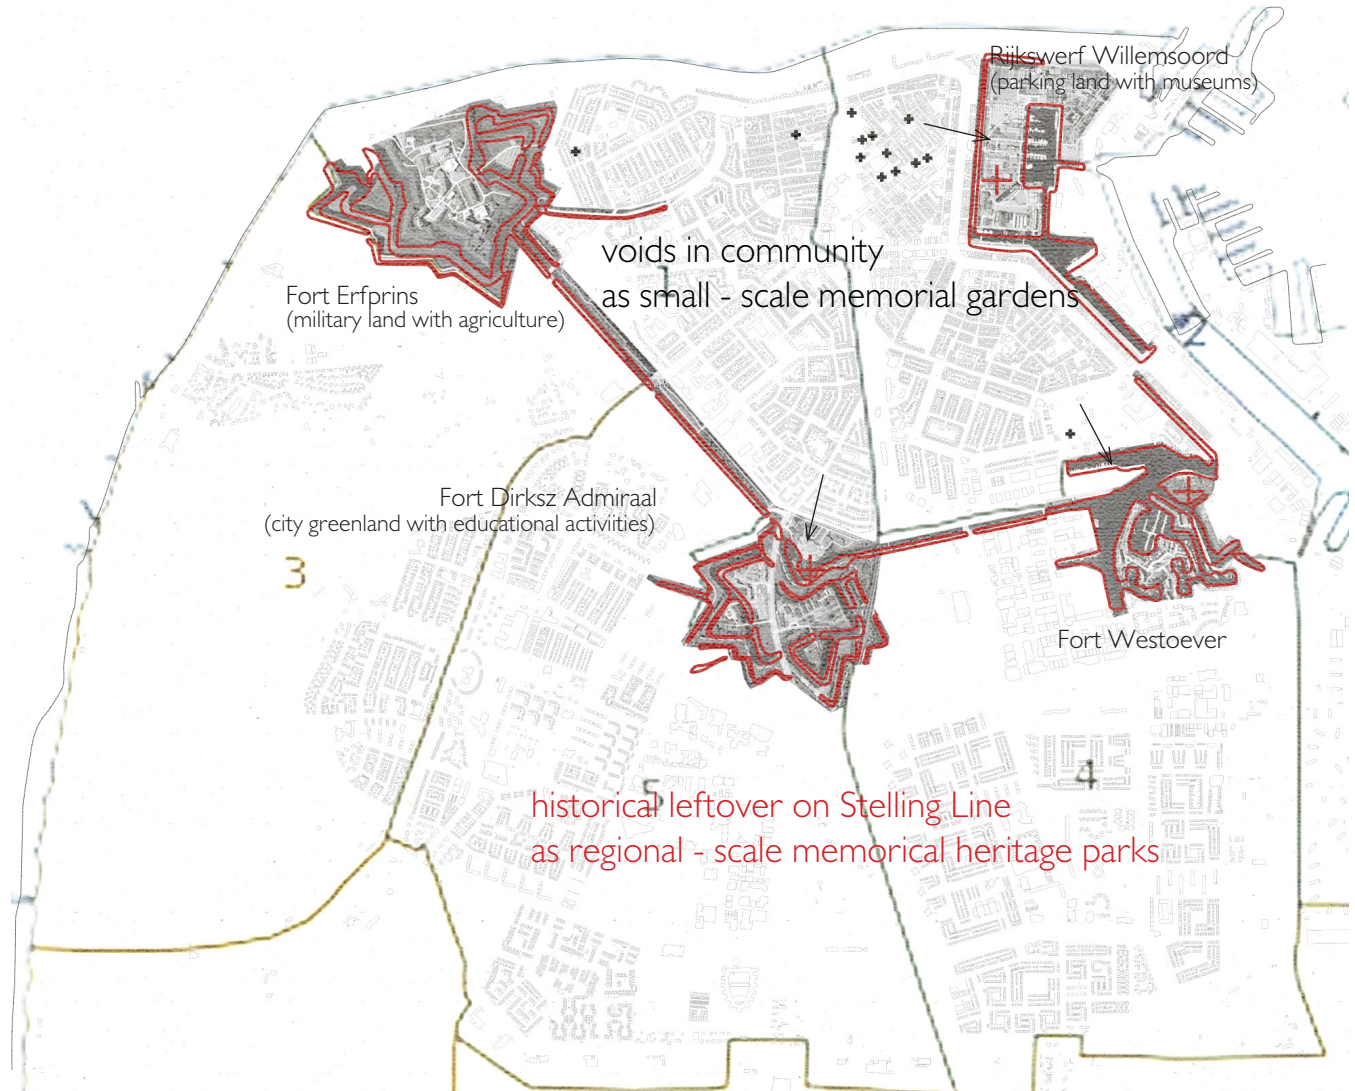 Rijkswerf Willemsoord
(parking land with museums)
voids in community
1
as small - scale memorial gardens
Fort Erfprins
(military land with agriculture)
Fort Dirksz Admiraal
(city greenland with educational activiities)
3
Fort Westoever
4
5
historical leftover on Stelling Line
as regional - scale memorical heritage parks